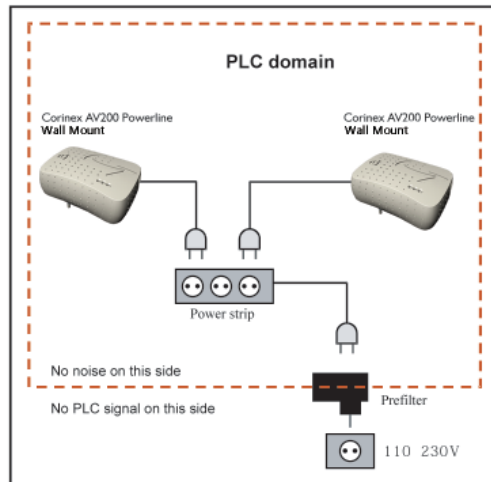 PLC domain
Corinex AV200 Powerline
Wall Mount
Corinex AV200 Powerline
Wall Mount
Power strip
No noise on this side
No PLC signal on this side
Prefilter
110 230V